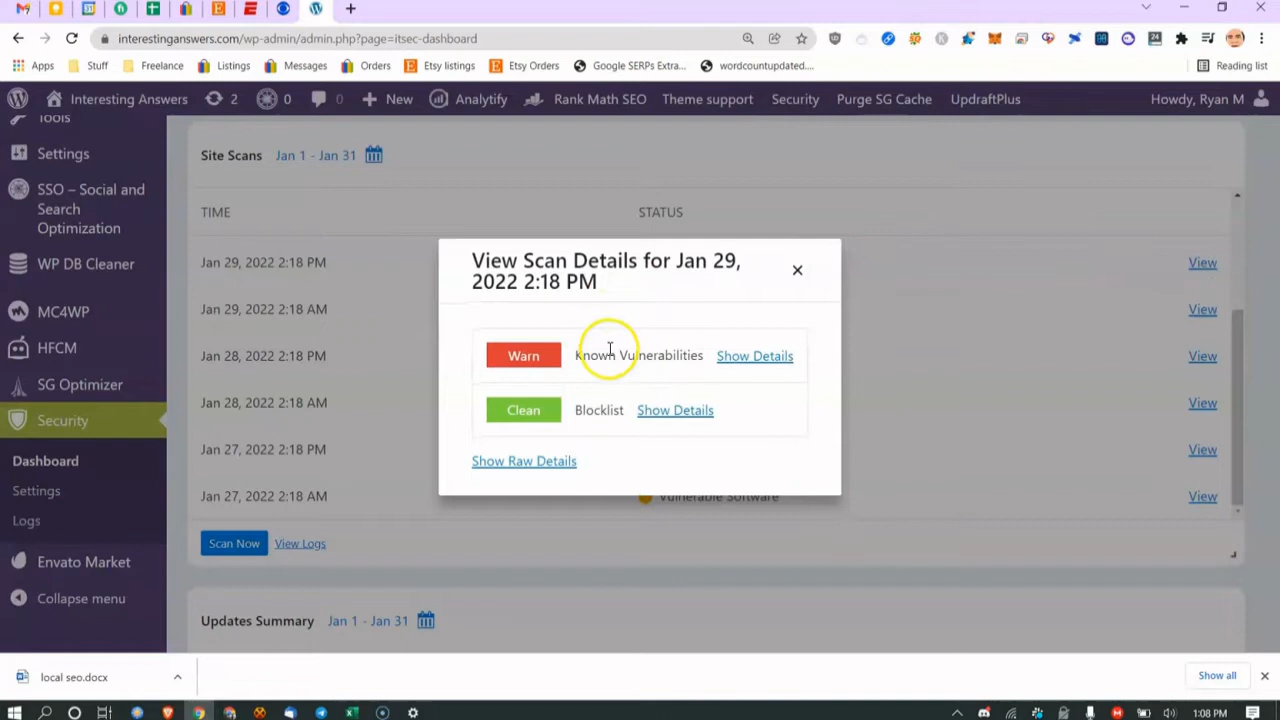 interestinganswers.com/wp-admin/admin.php?page=itsec-dashboard
Apps Stuff Freelance Listings Messages Orders Etsy listings Etsy Orders Google SERPs Extra... wordcountupdated.... Reading list
Interesting Answers 2 0 0 New Analytify Rank Math SEO Theme support Security Purge SG Cache UpdraftPlus Howdy, Ryan M
Tools
Settings
SSO – Social and
Search
Optimization
WP DB Cleaner
MC4WP
HFCM
SG Optimizer
Security
Dashboard
Settings
Logs
Envato Market
Collapse menu
Site Scans Jan 1 - Jan 31
TIME STATUS
Jan 29, 2022 2:18 PM View
Jan 29, 2022 2:18 AM View
Jan 28, 2022 2:18 PM View
Jan 28, 2022 2:18 AM View
Jan 27, 2022 2:18 PM View
Jan 27, 2022 2:18 AM Vulnerable Software View
Scan Now View Logs
Updates Summary Jan 1 - Jan 31
View Scan Details for Jan 29,
2022 2:18 PM
Warn Known Vulnerabilities Show Details
Clean Blocklist Show Details
Show Raw Details
local seo.docx Show all
1:08 PM